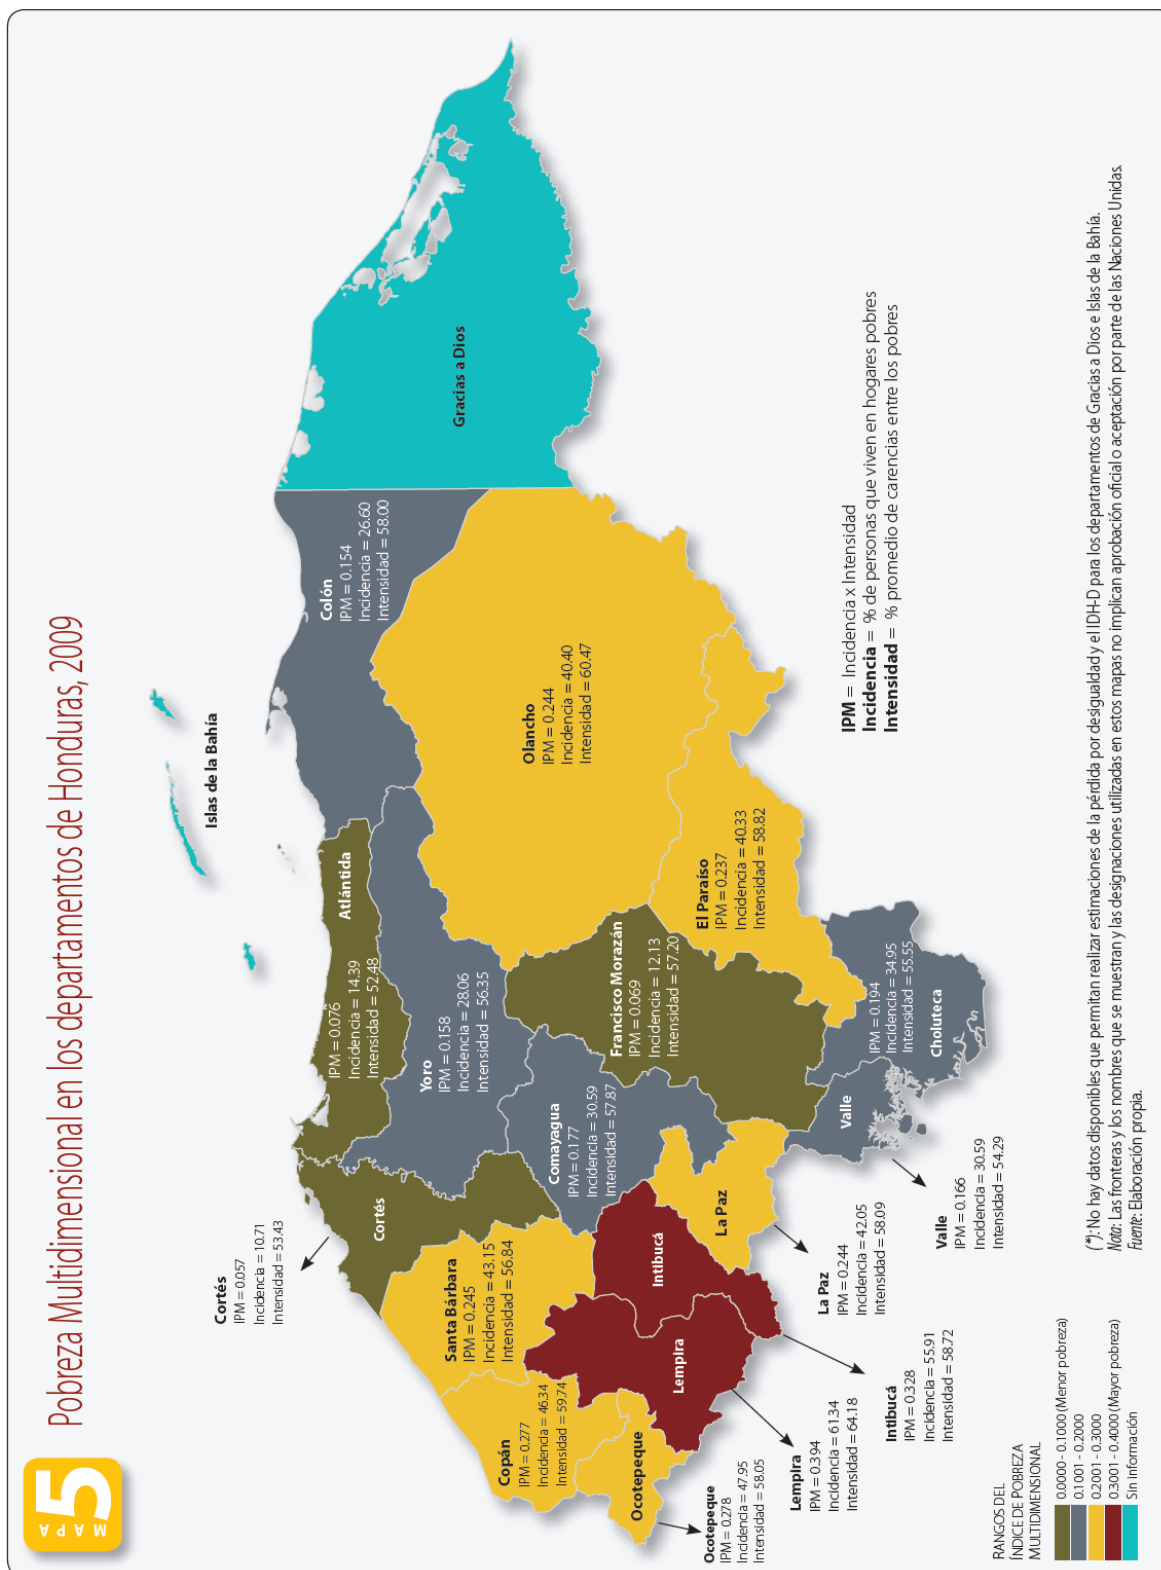 MAPA
5
Pobreza Multidimensional en los departamentos de Honduras, 2009
Islas de la Bahía
Cortés
IPM = 0.057
Incidencia = 10.71
Intensidad = 53.43
Cortés
Atlántida
IPM = 0.076
Incidencia = 14.39
Intensidad = 52.48
Colón
IPM = 0.154
Incidencia = 26.60
Intensidad = 58.00
Gracias a Dios
Yoro
IPM = 0.158
Incidencia = 28.06
Intensidad = 56.35
Santa Bárbara
IPM = 0.245
Incidencia = 43.15
Intensidad = 56.84
Copán
IPM = 0.277
Incidencia = 46.34
Intensidad = 59.74
Comayagua
IPM = 0.177
Incidencia = 30.59
Intensidad = 57.87
Olancho
IPM = 0.244
Incidencia = 40.40
Intensidad = 60.47
Francisco Morazán
IPM = 0.069
Incidencia = 12.13
Intensidad = 57.20
El Paraíso
IPM = 0.237
Incidencia = 40.33
Intensidad = 58.82
Ocotepeque
Lempira
Intibucá
La Paz
Ocotepeque
IPM = 0.278
Incidencia = 47.95
Intensidad = 58.05
Lempira
IPM = 0.394
Incidencia = 61.34
Intensidad = 64.18
Intibucá
IPM = 0.328
Incidencia = 55.91
Intensidad = 58.72
La Paz
IPM = 0.244
Incidencia = 42.05
Intensidad = 58.09
Valle
Valle
IPM = 0.166
Incidencia = 30.59
Intensidad = 54.29
IPM = 0.194
Incidencia = 34.95
Intensidad = 55.55
Choluteca
IPM = Incidencia x Intensidad
Incidencia = % de personas que viven en hogares pobres
Intensidad = % promedio de carencias entre los pobres
RANGOS DEL
ÍNDICE DE POBREZA
MULTIDIMENSIONAL
0.0000 - 0.1000 (Menor pobreza)
0.1001 - 0.2000
0.2001 - 0.3000
0.3001 - 0.4000 (Mayor pobreza)
Sin información
(*): No hay datos disponibles que permitan realizar estimaciones de la pérdida por desigualdad y el IDH-D para los departamentos de Gracias a Dios e Islas de la Bahía.
Nota: Las fronteras y los nombres que se muestran y las designaciones utilizadas en estos mapas no implican aprobación oficial o aceptación por parte de las Naciones Unidas.
Fuente: Elaboración propia.